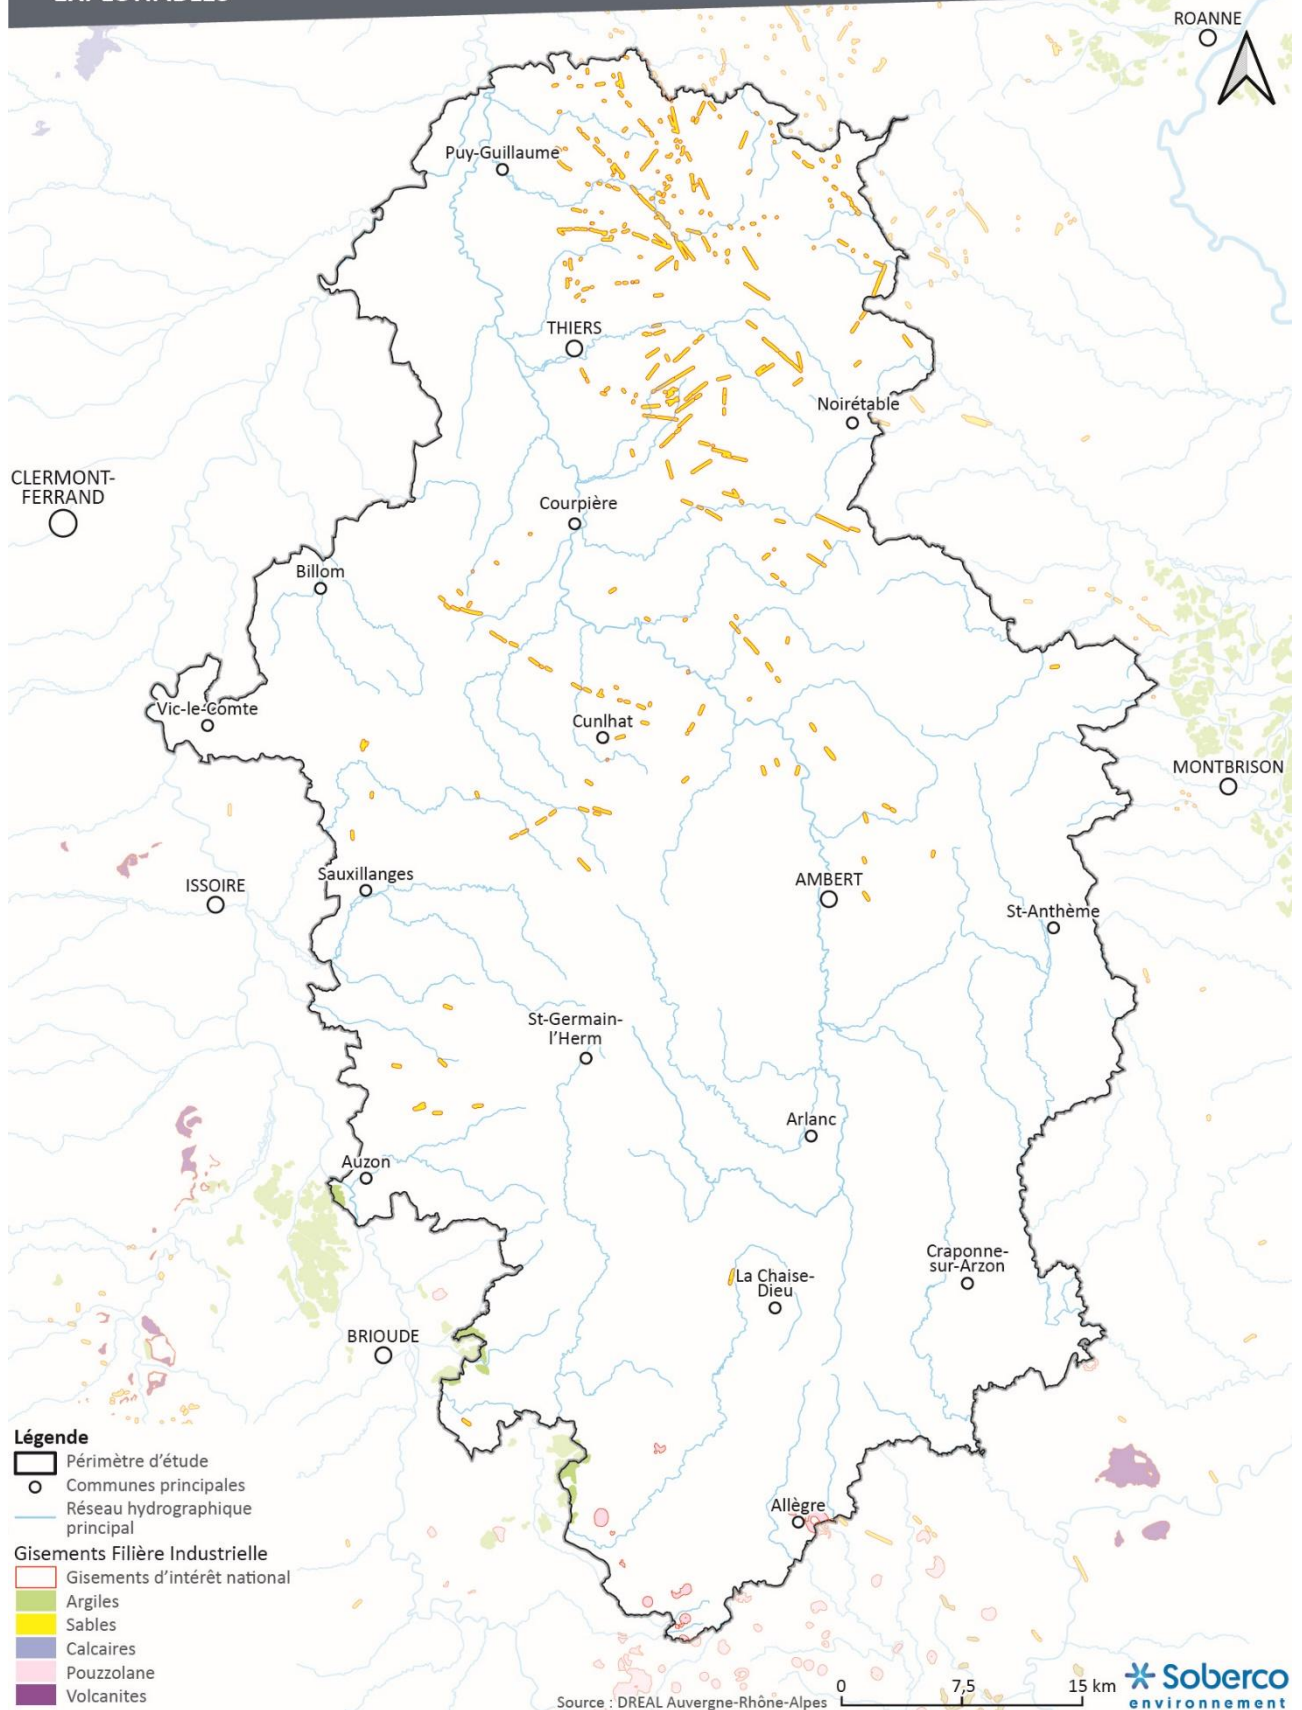 ROANNE
Puy-Guillaume
THIERS
Noirétable
CLERMONT-
FERRAND
Courpière
Billom
Vic-le-Comte
Cunlhat
MONTBRISON
ISSOIRE
Sauxillanges
AMBERT
St-Anthème
St-Germain-
l'Herm
Arlanc
Auzon
Craponne-
sur-Arzon
La Chaise-
Dieu
BRIOUDE
Allègre
Légende
Périmètre d'étude
Communes principales
Réseau hydrographique
principal
Gisements Filière Industrielle
Gisements d'intérêt national
Argiles
Sables
Calcaires
Pouzzolane
Volcanites
Source : DREAL Auvergne-Rhône-Alpes
0 7,5 15 km
Soberco
environnement